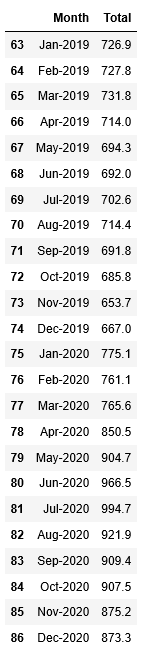 Month Total
63 Jan-2019 726.9
64 Feb-2019 727.8
65 Mar-2019 731.8
66 Apr-2019 714.0
67 May-2019 694.3
68 Jun-2019 692.0
69 Jul-2019 702.6
70 Aug-2019 714.4
71 Sep-2019 691.8
72 Oct-2019 685.8
73 Nov-2019 653.7
74 Dec-2019 667.0
75 Jan-2020 775.1
76 Feb-2020 761.1
77 Mar-2020 765.6
78 Apr-2020 850.5
79 May-2020 904.7
80 Jun-2020 966.5
81 Jul-2020 994.7
82 Aug-2020 921.9
83 Sep-2020 909.4
84 Oct-2020 907.5
85 Nov-2020 875.2
86 Dec-2020 873.3